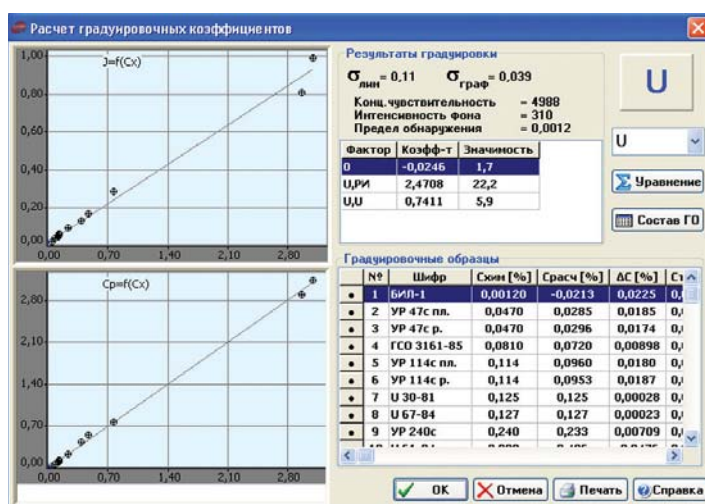 Расчет градуировочных коэффициентов
1,00
0,80
0,60
0,40
0,20
0,00
J=f(Cx)
0,70 1,40 2,10 2,80
2,80
2,10
1,40
0,70
0,00
Cp=f(Cx)
0,70 1,40 2,10 2,80
Результаты градуировки
σлин = 0,11 σграф = 0,039
Конц.чувствительность = 4988
Интенсивность фона = 310
Предел обнаружения = 0,0012
Фактор Коэфф-т Значимость
0 -0,0246 1,7
U,РИ 2,4708 22,2
U,U 0,7411 5,9
U
U
Уравнение
Состав ГО
Градуировочные образцы
Nº Шифр Схим [%] Срасч [%] ΔС [%]
1 БИЛ-1 0,00120 -0,0213 0,0225
2 УР 47с пл. 0,0470 0,0285 0,0185
3 УР 47с р. 0,0470 0,0296 0,0174
4 ГСО 3161-85 0,0810 0,0720 0,00898
5 УР 114с пл. 0,114 0,0960 0,0180
6 УР 114с р. 0,114 0,0953 0,0187
7 U 30-81 0,125 0,125 0,00028
8 U 67-84 0,127 0,127 0,00023
9 УР 240с 0,240 0,233 0,00709
OK Отмена Печать Справка